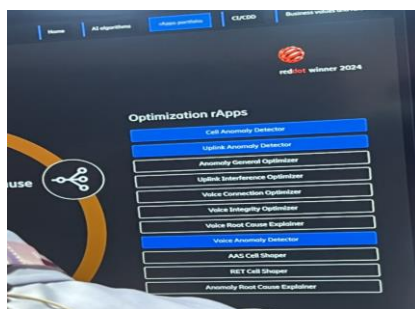 Home
AI algorithms
rApps portfolio
CI/CDD
Business values
reddot winner 2024
Optimization rApps
Cell Anomaly Detector
Uplink Anomaly Detector
Anomaly General Optimizer
Uplink Interference Optimizer
Voice Connection Optimizer
Voice Integrity Optimizer
Voice Root Cause Explainer
Voice Anomaly Detector
AAS Cell Shaper
RET Cell Shaper
Anomaly Root Cause Explainer
use